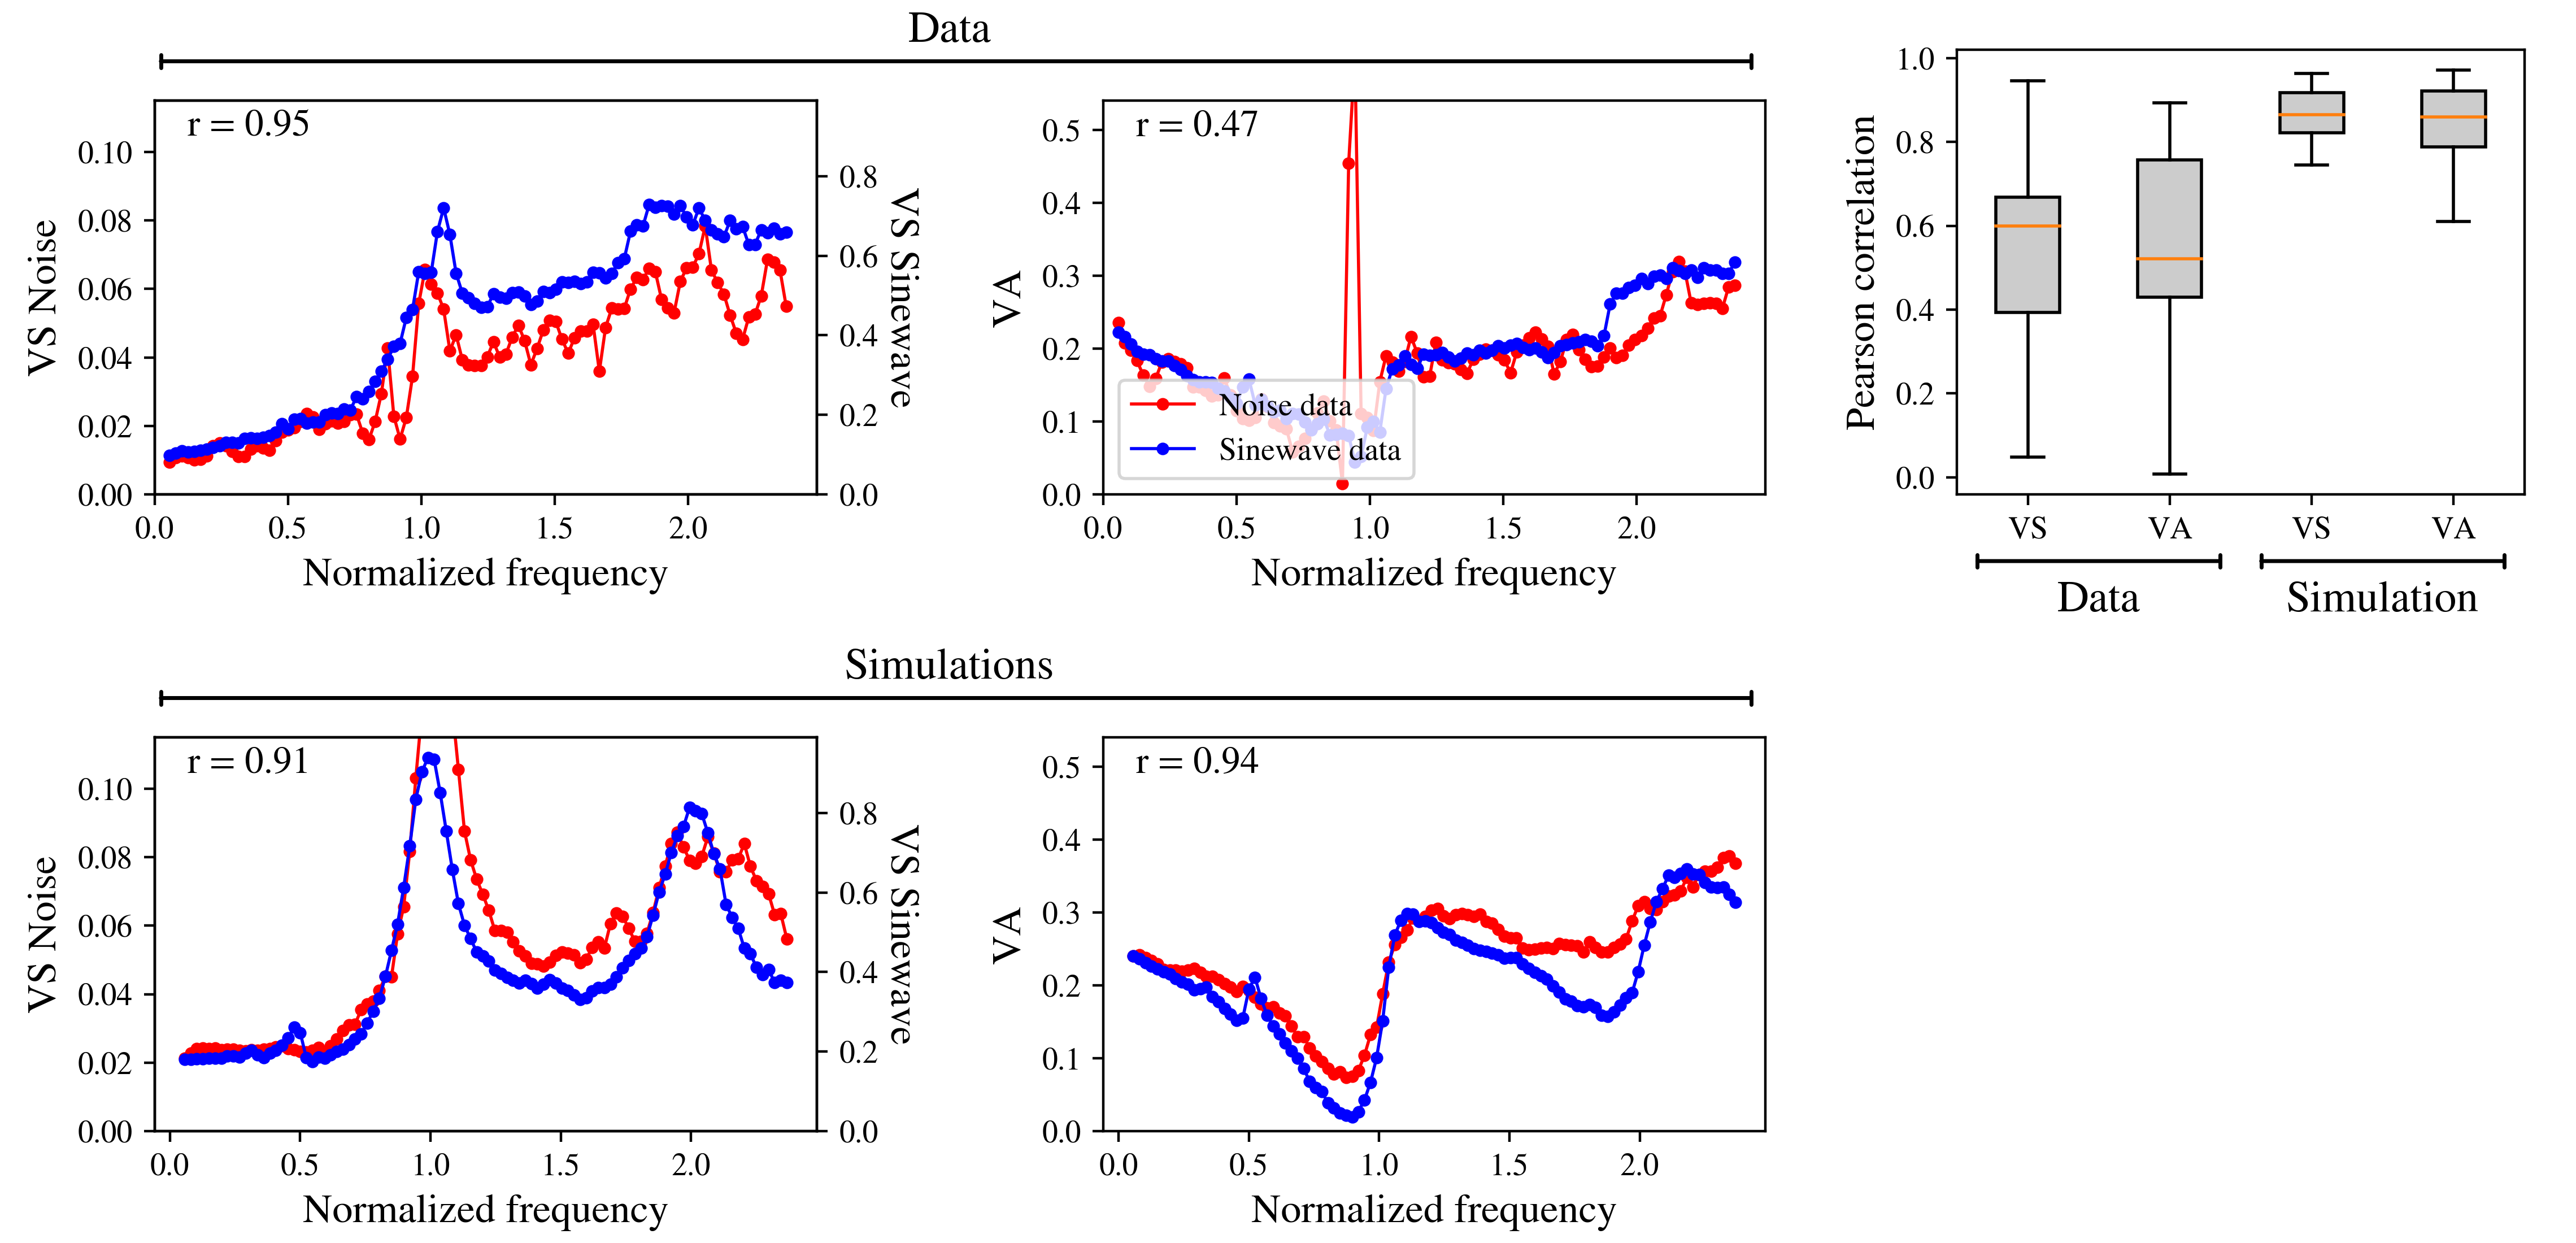 Data
r = 0.95
0.10
0.08
0.06
0.04
0.02
0.00
VS Noise
0.8
0.6
0.4
0.2
0.0
VS Sinewave
0.0 0.5 1.0 1.5 2.0
Normalized frequency
r = 0.47
0.5
0.4
0.3
0.2
0.1
0.0
VA
Noise data
Sinewave data
0.0 0.5 1.0 1.5 2.0
Normalized frequency
1.0
0.8
0.6
0.4
0.2
0.0
Pearson correlation
VS VA VS VA
Data Simulation
Simulations
r = 0.91
0.10
0.08
0.06
0.04
0.02
0.00
VS Noise
0.8
0.6
0.4
0.2
0.0
VS Sinewave
0.0 0.5 1.0 1.5 2.0
Normalized frequency
r = 0.94
0.5
0.4
0.3
0.2
0.1
0.0
VA
0.0 0.5 1.0 1.5 2.0
Normalized frequency